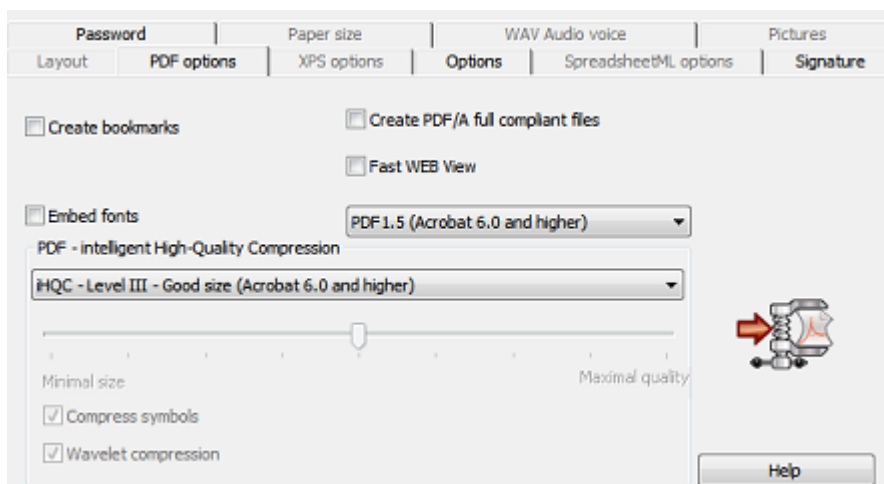 Password Paper size WAV Audio voice Pictures
Layout PDF options XPS options Options SpreadsheetML options Signature
Create bookmarks Create PDF/A full compliant files
Fast WEB View
Embed fonts PDF1.5 (Acrobat 6.0 and higher)
PDF - intelligent High-Quality Compression
iHQC - Level III - Good size (Acrobat 6.0 and higher)
Minimal size Maximal quality
Compress symbols
Wavelet compression
Help